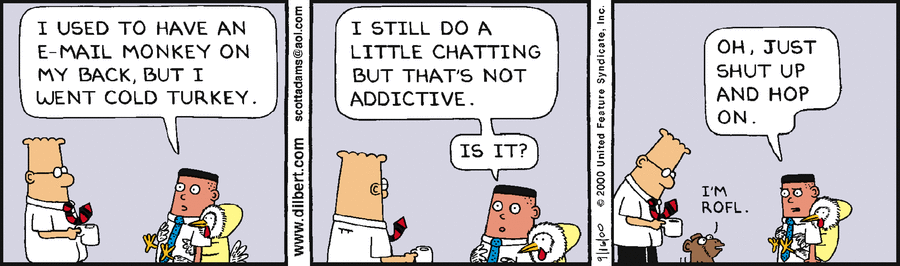 I USED TO HAVE AN
E-MAIL MONKEY ON
MY BACK, BUT I
WENT COLD TURKEY.
www.dilbert.com scottadams@aol.com
I STILL DO A
LITTLE CHATTING
BUT THAT'S NOT
ADDICTIVE.
IS IT?
9/16/00 © 2000 United Feature Syndicate, Inc.
OH, JUST
SHUT UP
AND HOP
ON.
I'M
ROFL.